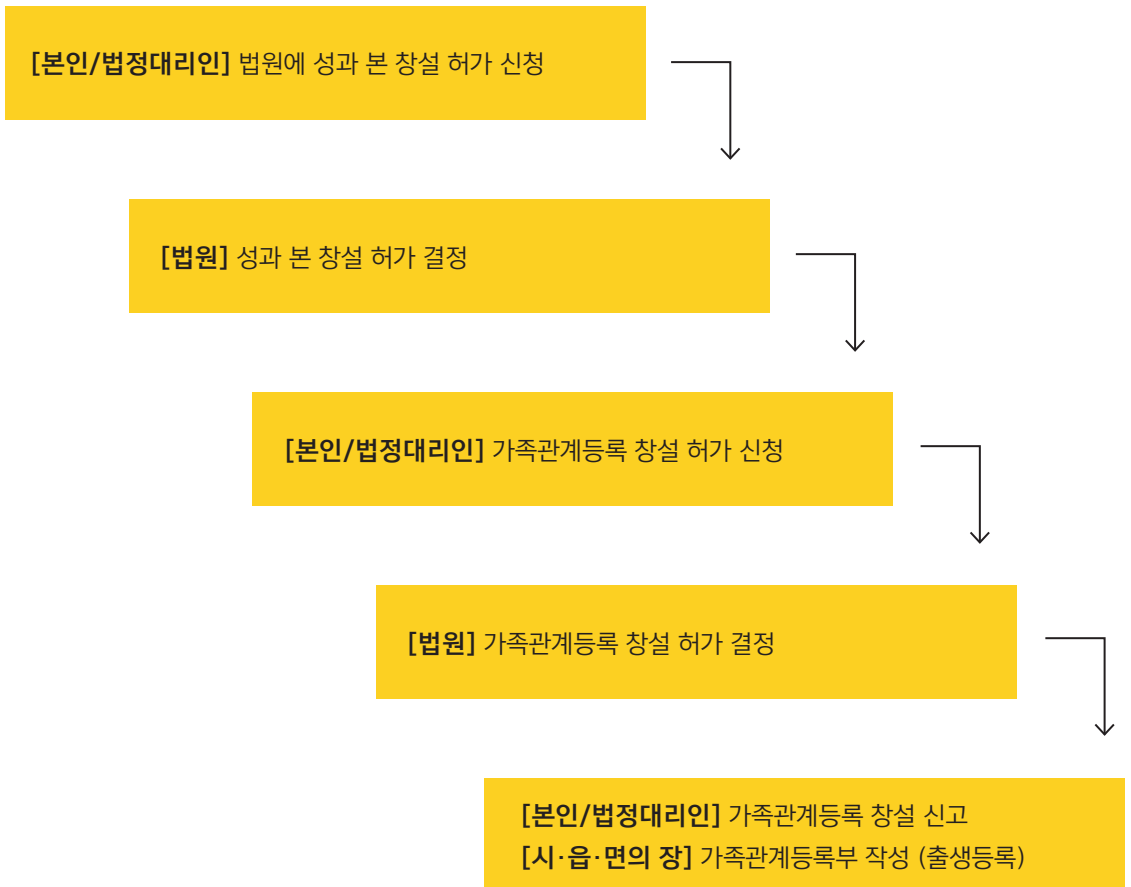 [본인/법정대리인] 법원에 성과 본 창설 허가 신청
[법원] 성과 본 창설 허가 결정
[본인/법정대리인] 가족관계등록 창설 허가 신청
[법원] 가족관계등록 창설 허가 결정
[본인/법정대리인] 가족관계등록 창설 신고
[시·읍·면의 장] 가족관계등록부 작성 (출생등록)